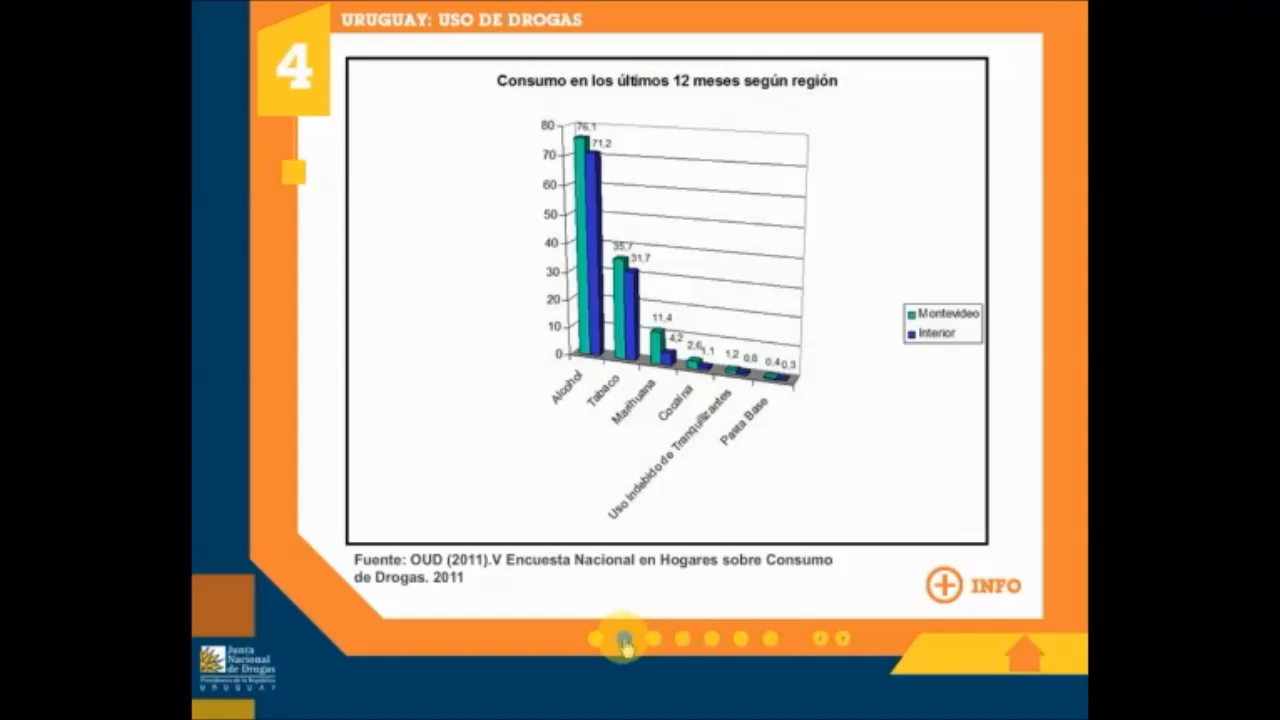 URUGUAY: USO DE DROGAS
4
Consumo en los últimos 12 meses según región
80
70
60
50
40
30
20
10
0
76,1
71,2
35,7
31,7
11,4
4,2
2,6
1,1
1,2
0,8
0,4
0,3
Alcohol
Tabaco
Marihuana
Cocaína
Uso Indebido de Tranquilizantes
Pasta Base
Montevideo
Interior
Fuente: OUD (2011).V Encuesta Nacional en Hogares sobre Consumo
de Drogas. 2011
INFO
Junta
Nacional
de Drogas
Presidencia de la República
URUGUAY